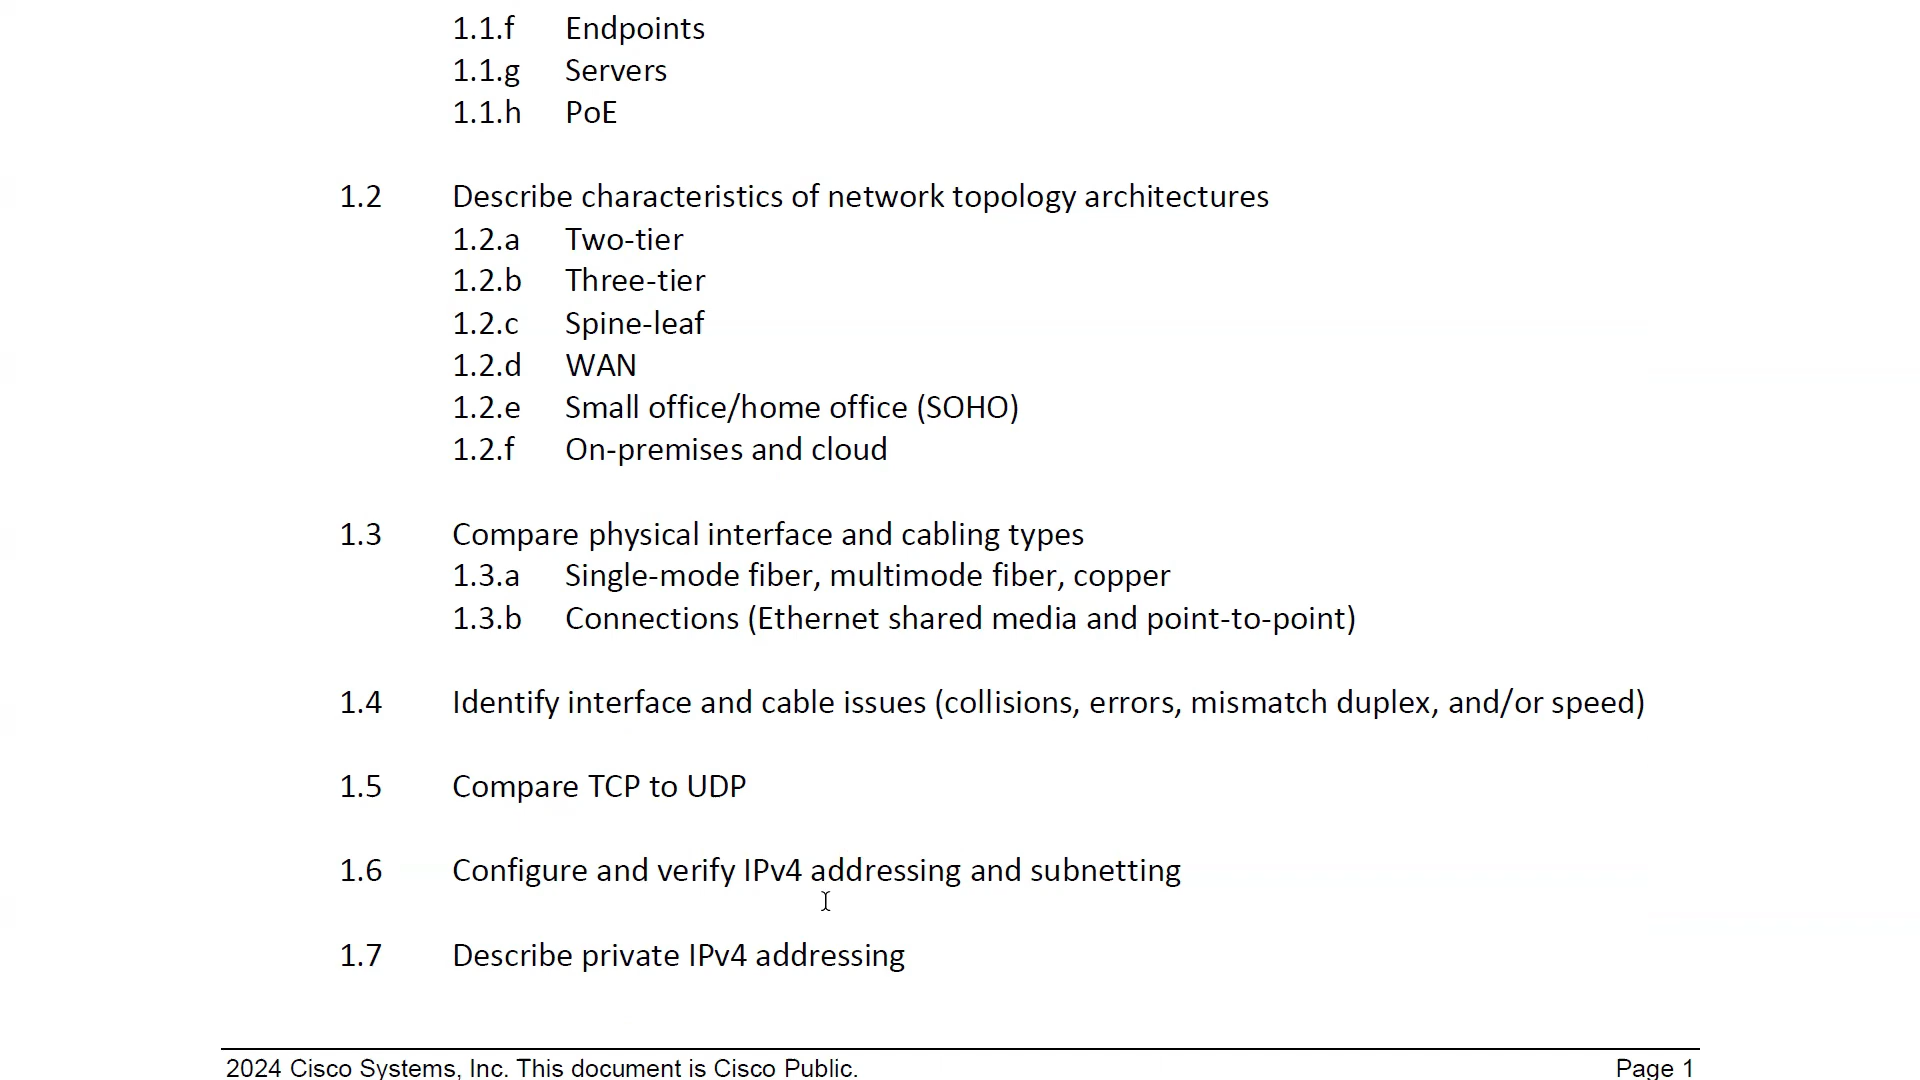 1.1.f Endpoints
1.1.g Servers
1.1.h PoE
1.2 Describe characteristics of network topology architectures
1.2.a Two-tier
1.2.b Three-tier
1.2.c Spine-leaf
1.2.d WAN
1.2.e Small office/home office (SOHO)
1.2.f On-premises and cloud
1.3 Compare physical interface and cabling types
1.3.a Single-mode fiber, multimode fiber, copper
1.3.b Connections (Ethernet shared media and point-to-point)
1.4 Identify interface and cable issues (collisions, errors, mismatch duplex, and/or speed)
1.5 Compare TCP to UDP
1.6 Configure and verify IPv4 addressing and subnetting
1.7 Describe private IPv4 addressing
2024 Cisco Systems, Inc. This document is Cisco Public. Page 1